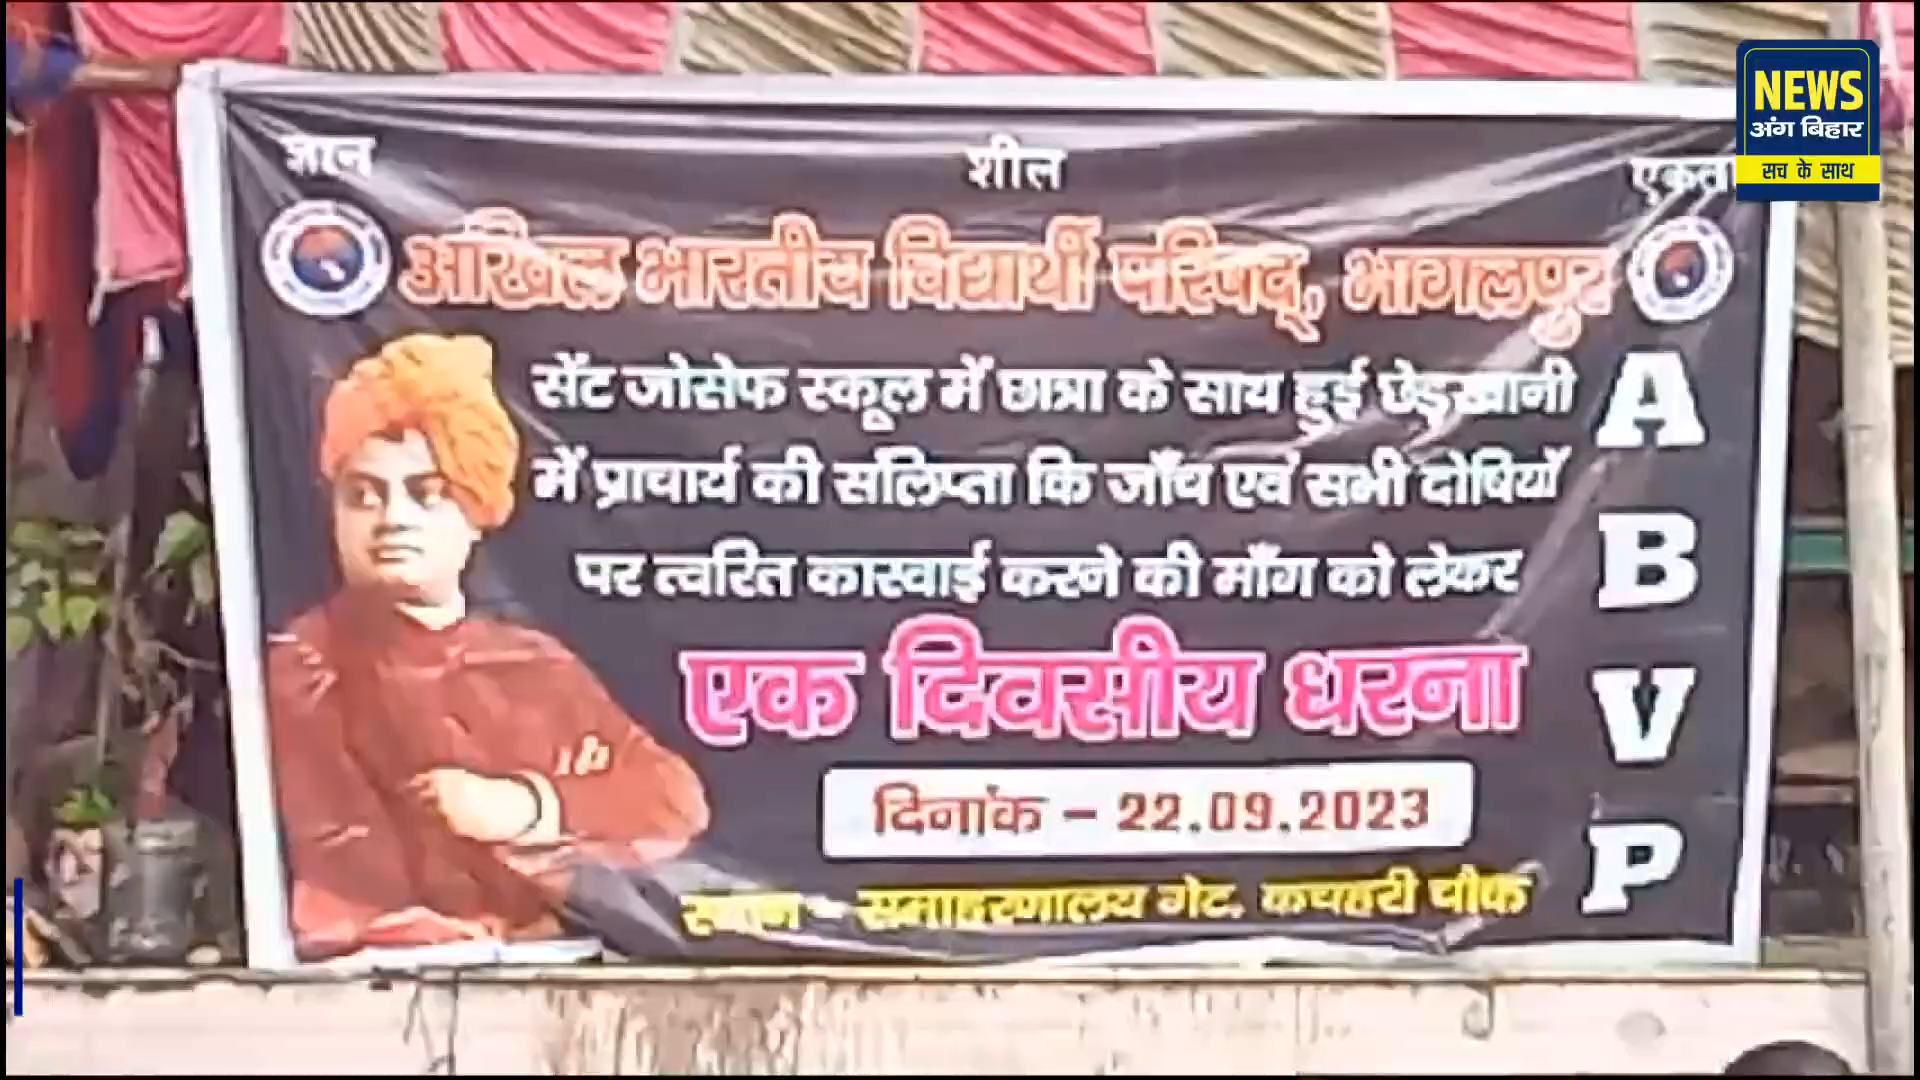 ज्ञान शील एकता
अखिल भारतीय विद्यार्थी परिषद्, भागलपुर
सेंट जोसेफ स्कूल में छात्रा के साथ हुई छेड़खानी
में प्राचार्य की संलिप्ता कि जाँच एवं सभी दोषियों
पर त्वरित कारवाई करने की माँग को लेकर
एक दिवसीय धरना
दिनांक - 22.09.2023
स्थान - समाहरणालय गेट, कचहरी चौक
A
B
V
P
NEWS
अंग बिहार
सच के साथ